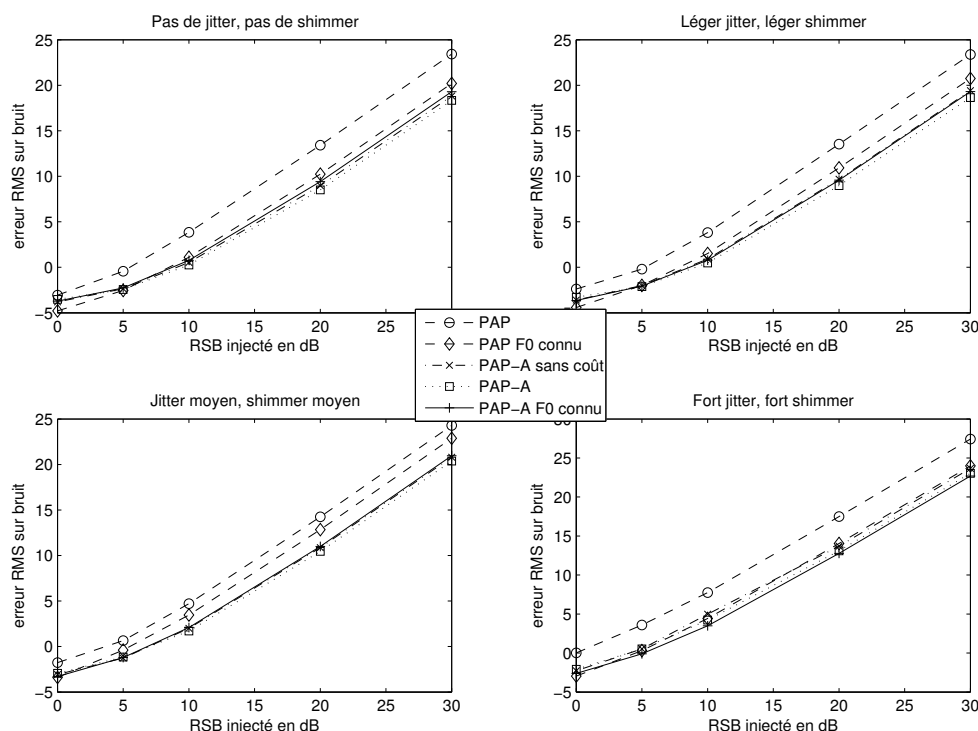 Pas de jitter, pas de shimmer
25
20
15
10
5
0
−5
erreur RMS sur bruit
0 5 10 15 20 25 30
RSB injecté en dB
Léger jitter, léger shimmer
25
20
15
10
5
0
−5
erreur RMS sur bruit
0 5 10 15 20 25 30
RSB injecté en dB
PAP
PAP F0 connu
PAP−A sans coût
PAP−A
PAP−A F0 connu
Jitter moyen, shimmer moyen
25
20
15
10
5
0
−5
erreur RMS sur bruit
0 5 10 15 20 25 30
RSB injecté en dB
Fort jitter, fort shimmer
30
25
20
15
10
5
0
−5
erreur RMS sur bruit
0 5 10 15 20 25 30
RSB injecté en dB